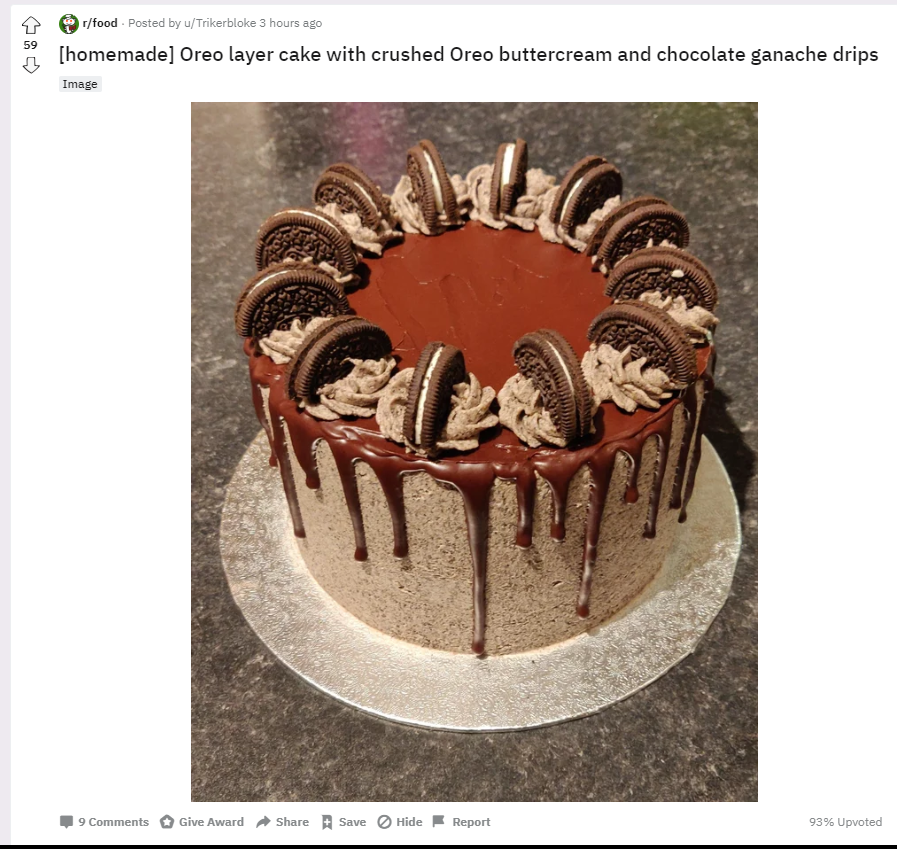 r/food · Posted by u/Trikerbloke 3 hours ago
59
[homemade] Oreo layer cake with crushed Oreo buttercream and chocolate ganache drips
Image
9 Comments Give Award Share Save Hide Report 93% Upvoted